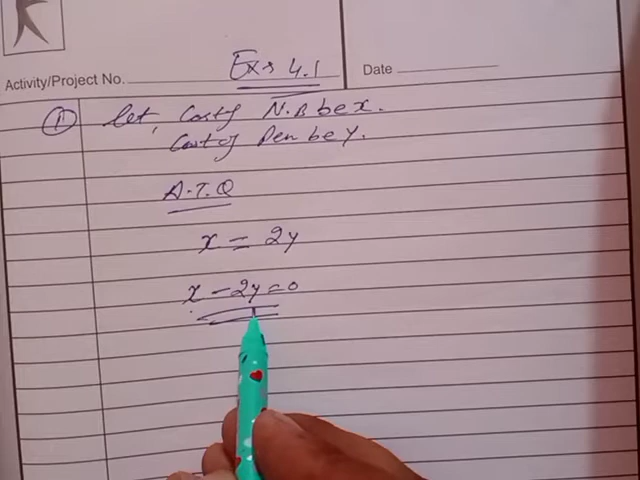 Ex 4.1
Activity/Project No.
Date
① Let, Cost of N.B be x.
Cost of Pen be y.
A.T.Q
x = 2y
x - 2y = 0